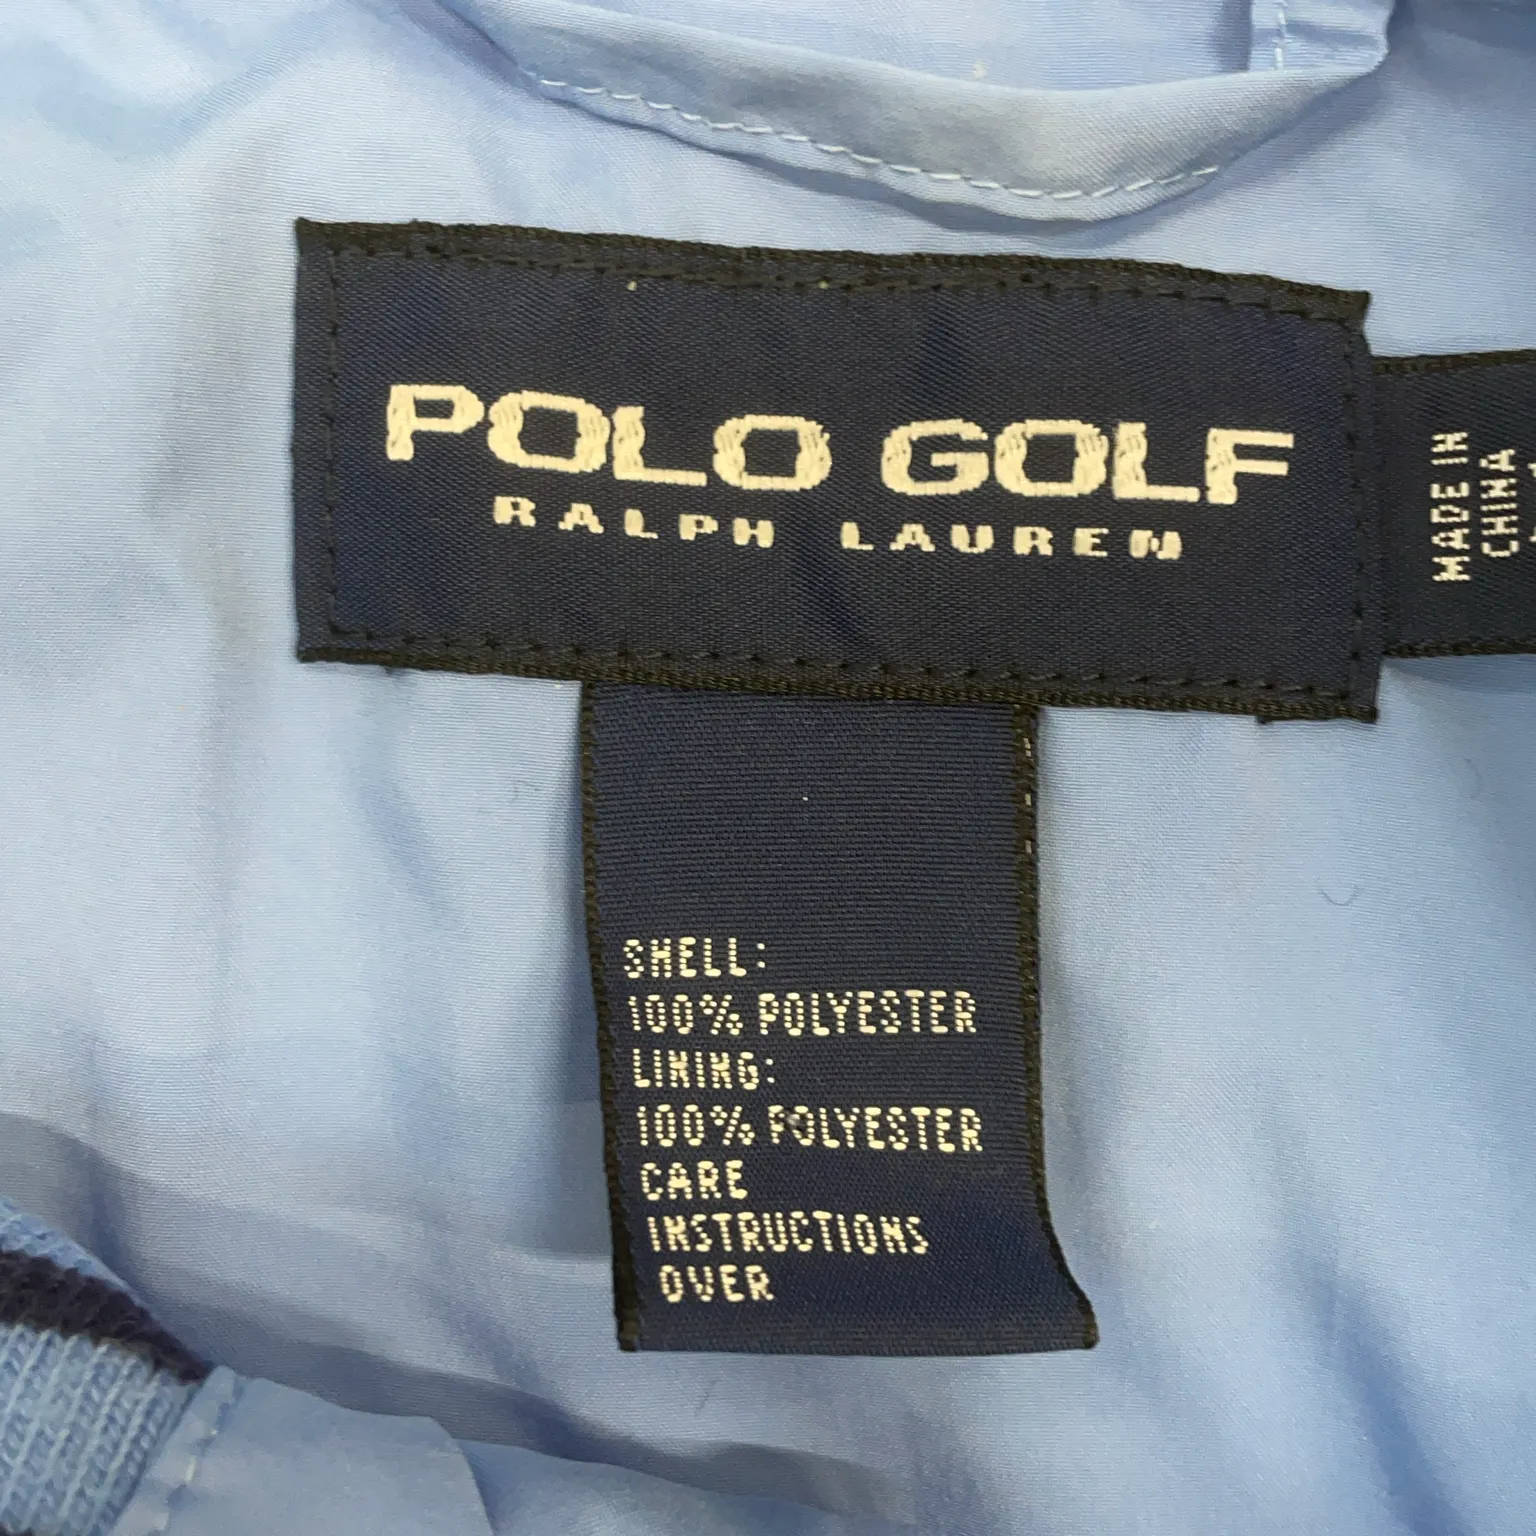 POLO GOLF
RALPH LAUREN
MADE IN
CHINA
SHELL:
100% POLYESTER
LINING:
100% POLYESTER
CARE
INSTRUCTIONS
OVER